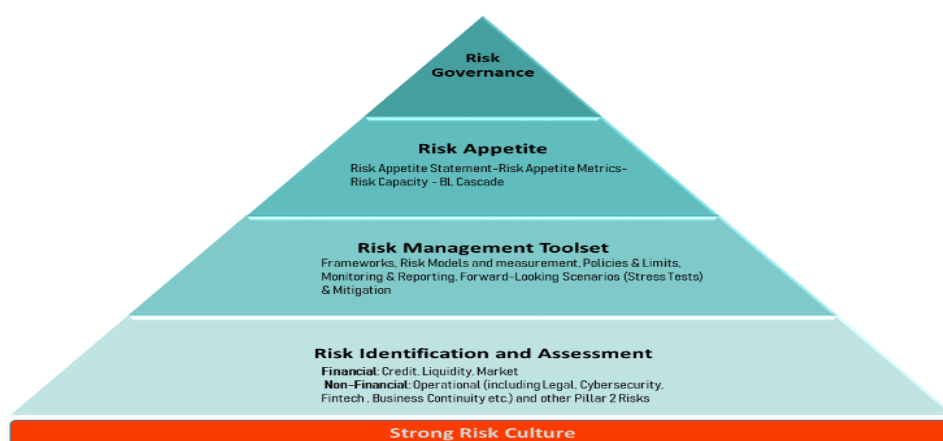 Risk
Governance
Risk Appetite
Risk Appetite Statement-Risk Appetite Metrics-
Risk Capacity - BL Cascade
Risk Management Toolset
Frameworks, Risk Models and measurement, Policies & Limits,
Monitoring & Reporting, Forward-Looking Scenarios (Stress Tests)
& Mitigation
Risk Identification and Assessment
Financial: Credit, Liquidity, Market
Non-Financial: Operational (including Legal, Cybersecurity,
Fintech , Business Continuity etc.) and other Pillar 2 Risks
Strong Risk Culture